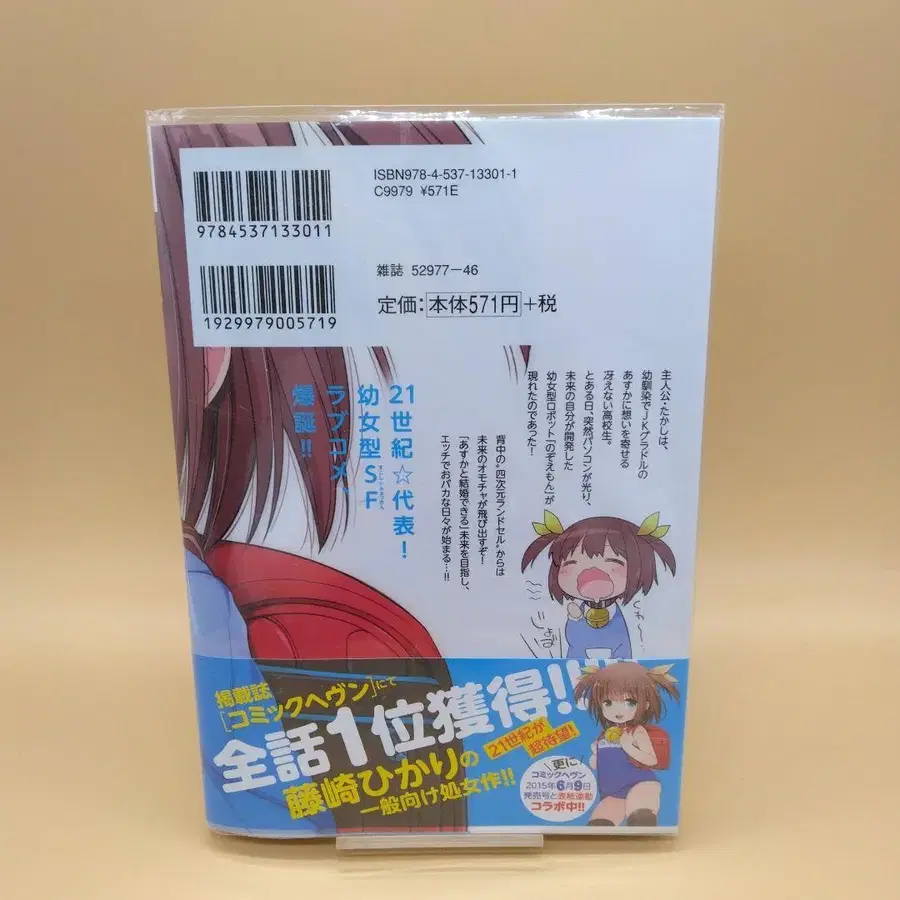 ISBN978-4-537-13301-1
C9979 ¥571E
9784537133011
雑誌 52977-46
1929979005719
定価：本体571円+税
主人公・たかしは、
幼馴染でJKグラドルの
あすかに想いを寄せる
冴えない高校生。
とある日、突然パソコンが光り、
未来の自分が開発した
幼女型ロボット「のぞえもん」が
現れたのであった！
背中の“四次元ランドセル”からは
未来のオモチャが飛び出すぞ！
「あすかと結婚できる」未来を目指し、
エッチでおバカな日々が始まる…!!
21世紀☆代表！
幼女型SF
ラブコメ、
爆誕!!
掲載誌
［コミックヘヴン］にて
全話1位獲得!!
21世紀が
超待望！
藤崎ひかりの
一般向け処女作!!
更に！
コミックヘヴン
2015年6月9日
発売号と表紙連動
コラボ中!!